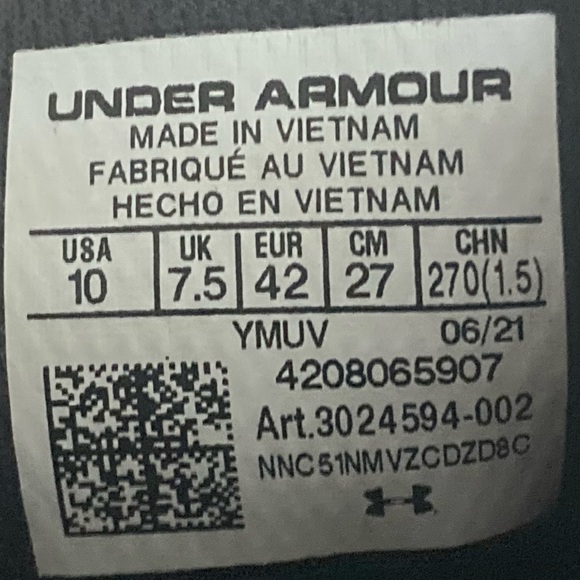 UNDER ARMOUR
MADE IN VIETNAM
FABRIQUÉ AU VIETNAM
HECHO EN VIETNAM
USA UK EUR CM CHN
10 7.5 42 27 270(1.5)
YMUV 06/21
4208065907
Art.3024594-002
NNC51NMVZCDZD8C